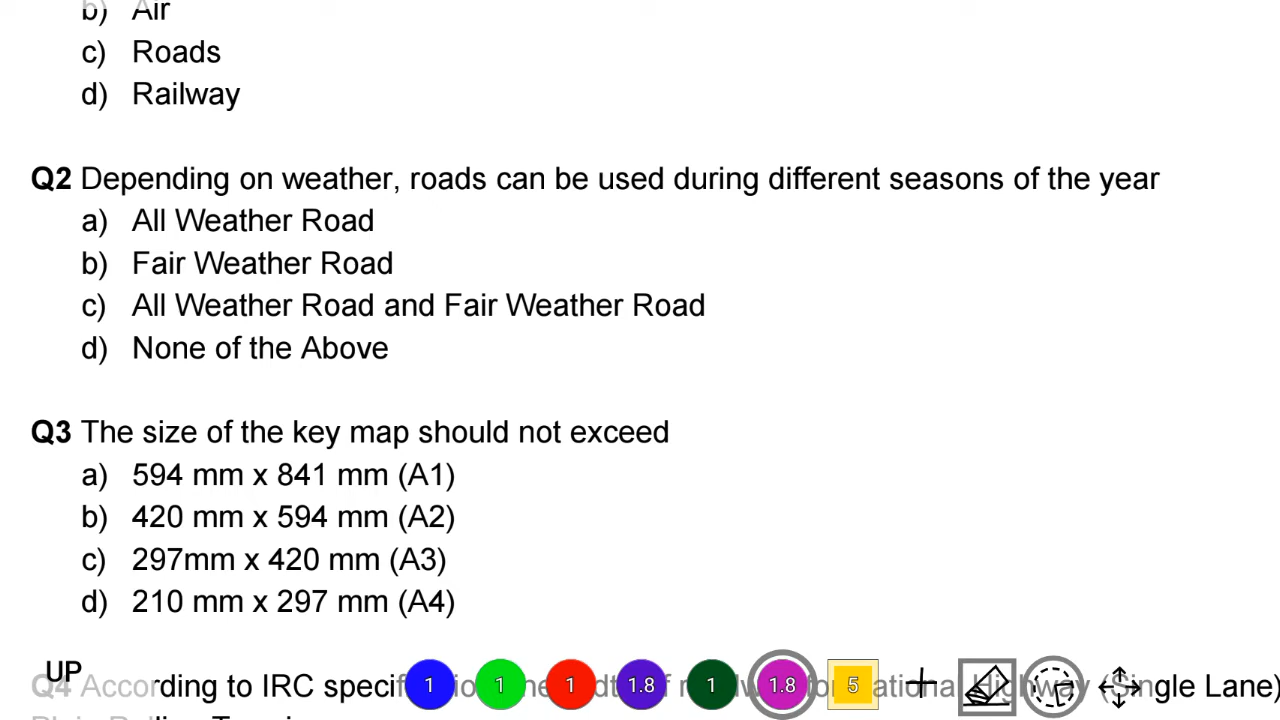 b) Air
c) Roads
d) Railway
Q2 Depending on weather, roads can be used during different seasons of the year
a) All Weather Road
b) Fair Weather Road
c) All Weather Road and Fair Weather Road
d) None of the Above
Q3 The size of the key map should not exceed
a) 594 mm x 841 mm (A1)
b) 420 mm x 594 mm (A2)
c) 297mm x 420 mm (A3)
d) 210 mm x 297 mm (A4)
UP
Q4 According to IRC Highway Lane)
1 1 1 1.8 1 1.8 5